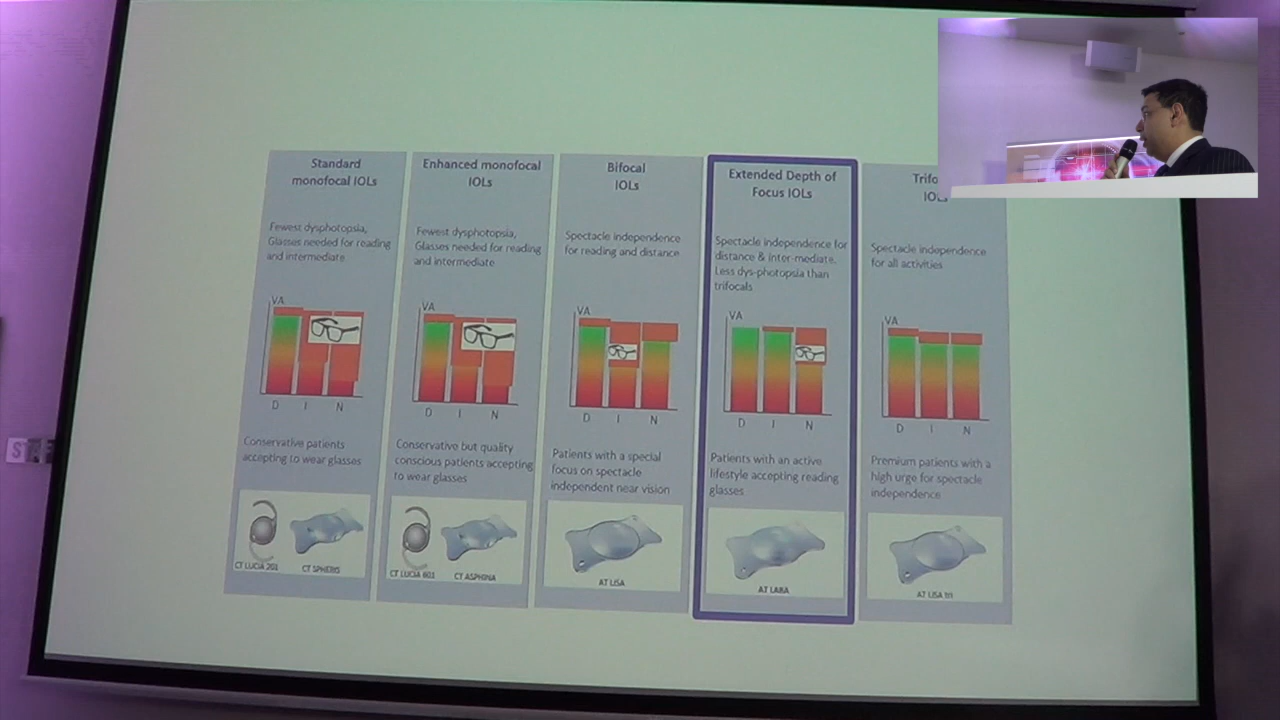 Standard
monofocal IOLs
Fewest dysphotopsia,
Glasses needed for reading
and intermediate
VA
D I N
Conservative patients
accepting to wear glasses
CT LUCIA 201 CT SPHERIS
Enhanced monofocal
IOLs
Fewest dysphotopsia,
Glasses needed for reading
and intermediate
VA
D I N
Conservative but quality
conscious patients accepting
to wear glasses
CT LUCIA 601 CT ASPHINA
Bifocal
IOLs
Spectacle independence
for reading and distance
VA
D I N
Patients with a special
focus on spectacle
independent near vision
AT LISA
Extended Depth of
Focus IOLs
Spectacle independence for
distance & inter-mediate.
Less dys-photopsia than
trifocals
VA
D I N
Patients with an active
lifestyle accepting reading
glasses
AT LARA
Trifo
IOLs
Spectacle independence
for all activities
VA
D I N
Premium patients with a
high urge for spectacle
independence
AT LISA tri